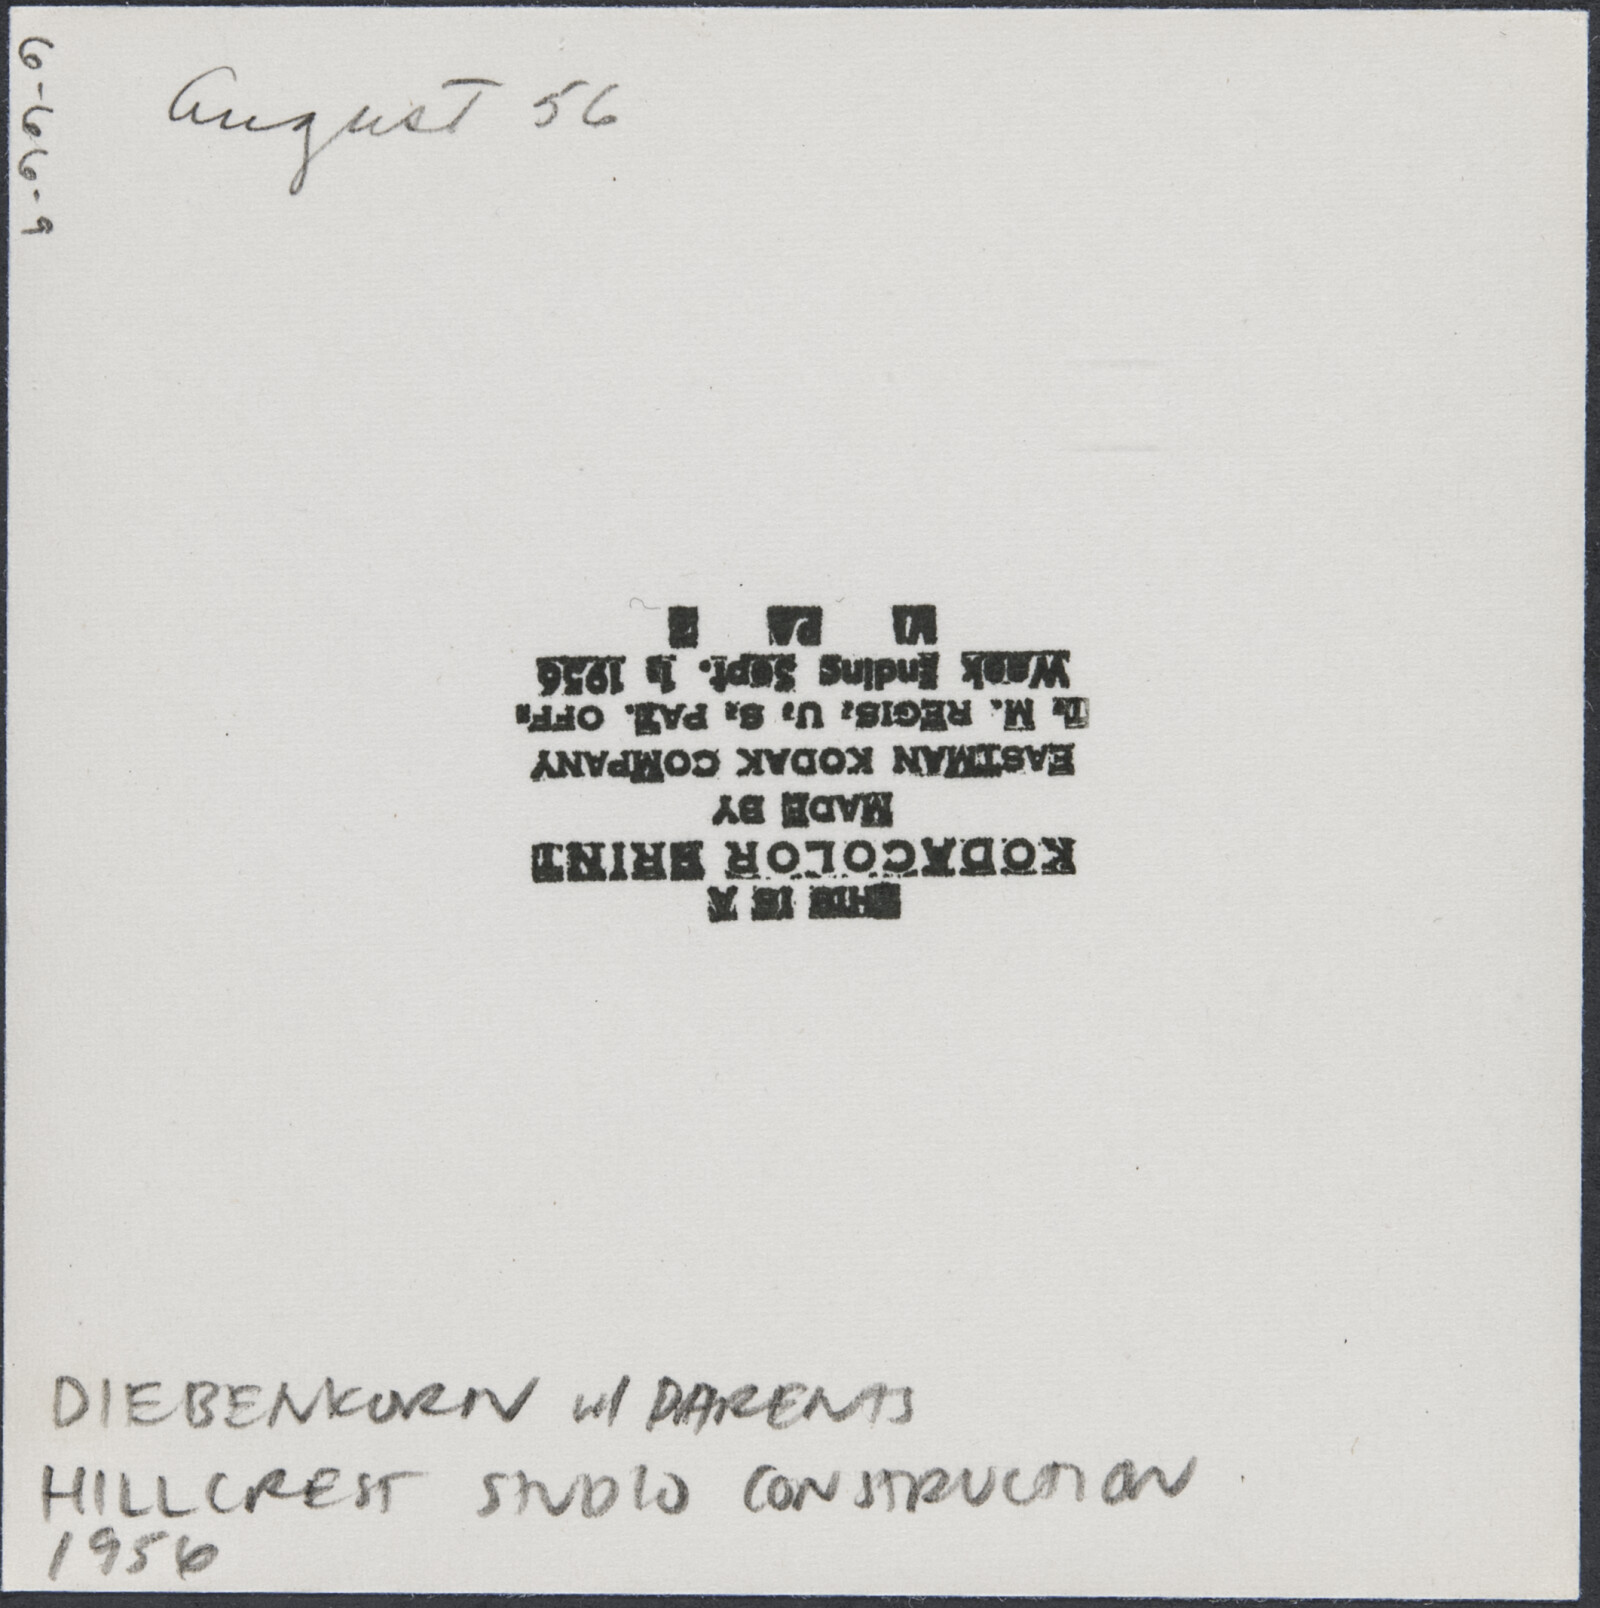 August 56
6-66-9
THIS IS A
KODACOLOR PRINT
MADE BY
EASTMAN KODAK COMPANY
T. M. REGIS. U. S. PAT. OFF.
Week Ending Sept. 1, 1956
DIEBENKORN w/ PARENTS
HILLCREST STUDIO CONSTRUCTION
1956